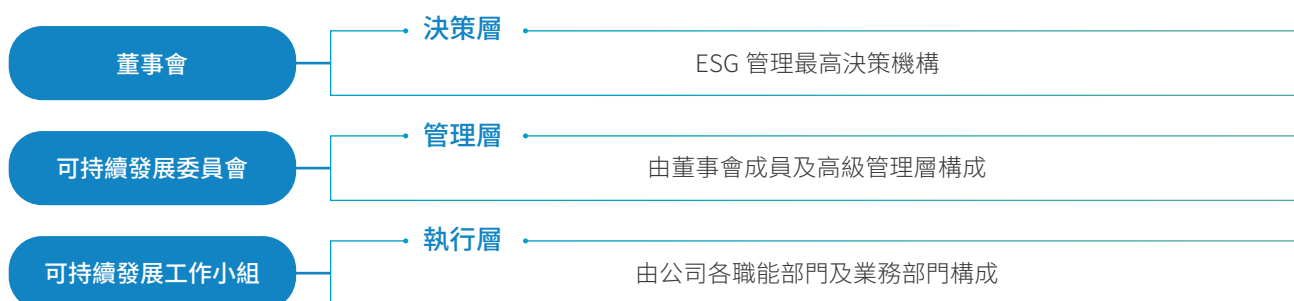 決策層
董事會
ESG 管理最高決策機構
管理層
可持續發展委員會
由董事會成員及高級管理層構成
執行層
可持續發展工作小組
由公司各職能部門及業務部門構成